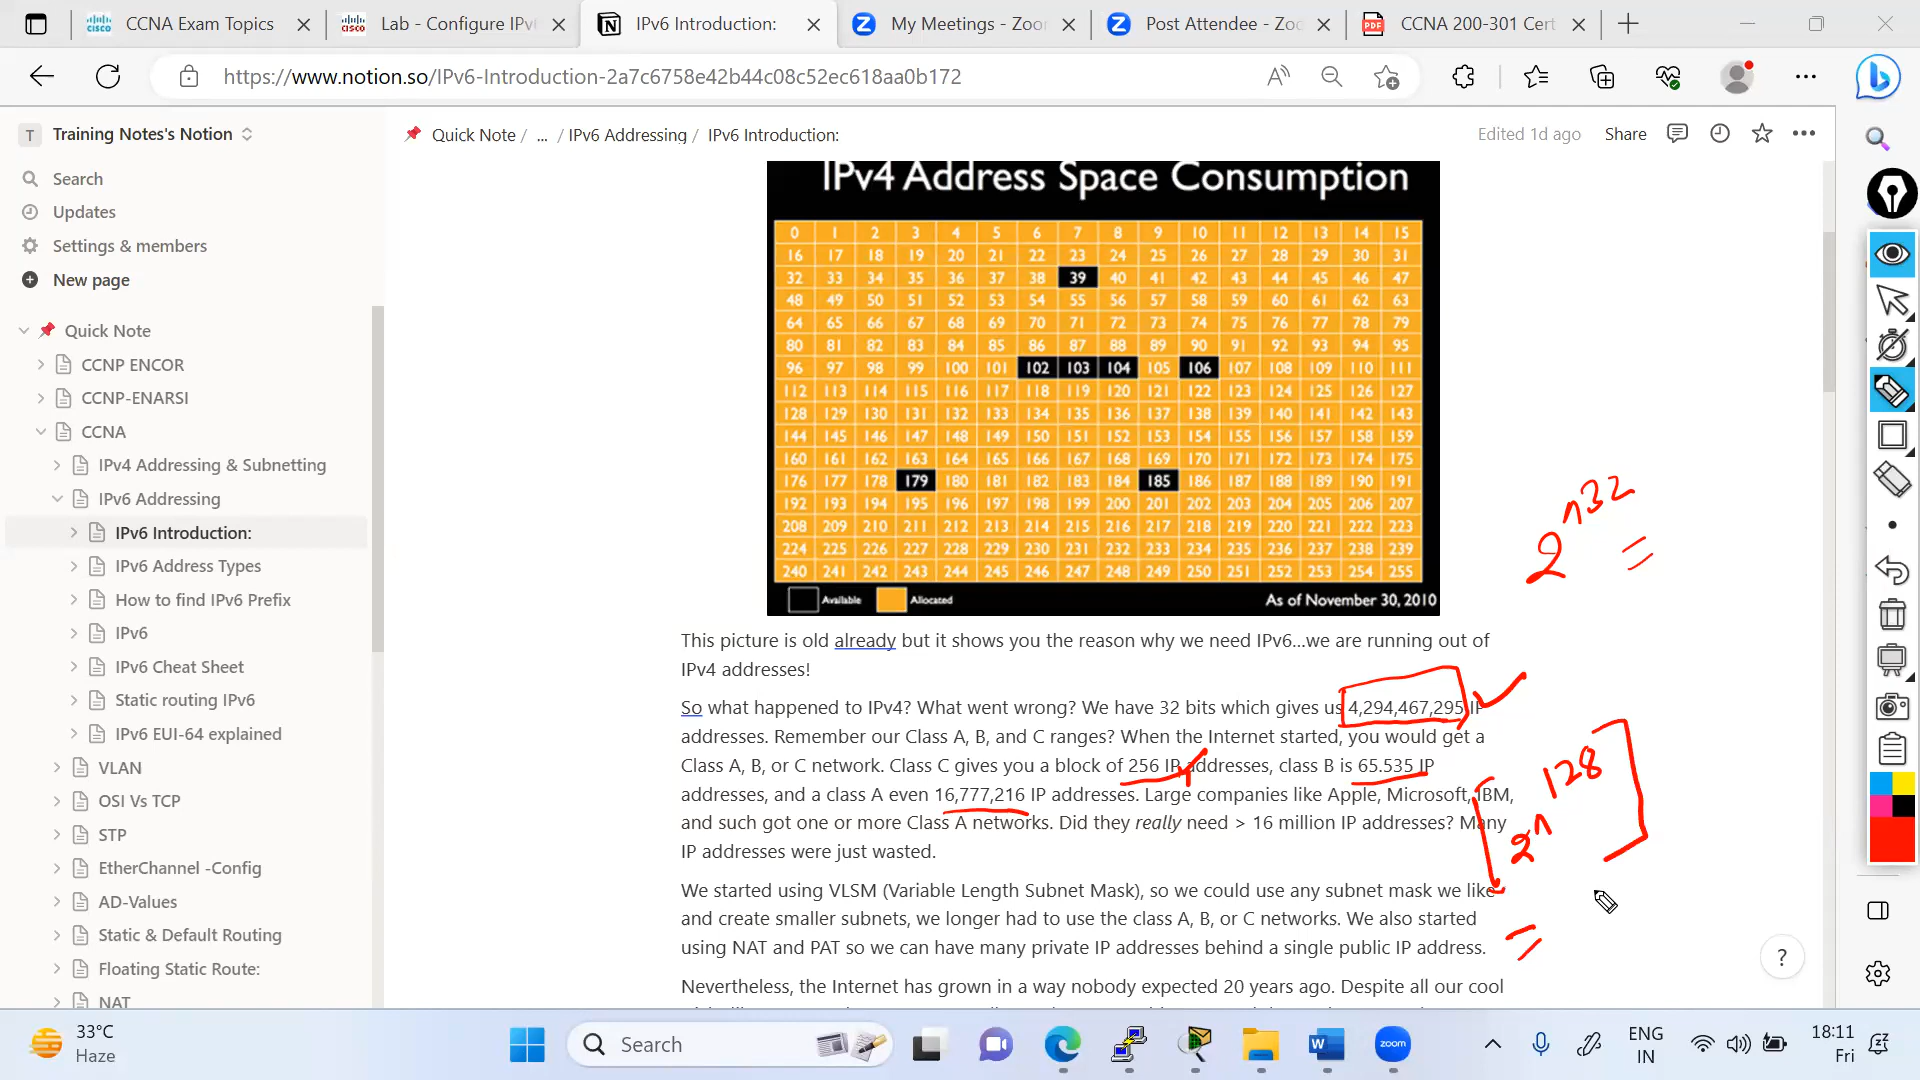 CCNA Exam Topics
Lab - Configure IPv
IPv6 Introduction:
My Meetings - Zoo
Post Attendee - Zo
CCNA 200-301 Cert
https://www.notion.so/IPv6-Introduction-2a7c6758e42b44c08c52ec618aa0b172
T Training Notes's Notion
Quick Note / ... / IPv6 Addressing / IPv6 Introduction:
Edited 1d ago Share
Search
Updates
Settings & members
New page
Quick Note
CCNP ENCOR
CCNP-ENARSI
CCNA
IPv4 Addressing & Subnetting
IPv6 Addressing
IPv6 Introduction:
IPv6 Address Types
How to find IPv6 Prefix
IPv6
IPv6 Cheat Sheet
Static routing IPv6
IPv6 EUI-64 explained
VLAN
OSI Vs TCP
STP
EtherChannel -Config
AD-Values
Static & Default Routing
Floating Static Route:
NAT
IPv4 Address Space Consumption
0 1 2 3 4 5 6 7 8 9 10 11 12 13 14 15
16 17 18 19 20 21 22 23 24 25 26 27 28 29 30 31
32 33 34 35 36 37 38 39 40 41 42 43 44 45 46 47
48 49 50 51 52 53 54 55 56 57 58 59 60 61 62 63
64 65 66 67 68 69 70 71 72 73 74 75 76 77 78 79
80 81 82 83 84 85 86 87 88 89 90 91 92 93 94 95
96 97 98 99 100 101 102 103 104 105 106 107 108 109 110 111
112 113 114 115 116 117 118 119 120 121 122 123 124 125 126 127
128 129 130 131 132 133 134 135 136 137 138 139 140 141 142 143
144 145 146 147 148 149 150 151 152 153 154 155 156 157 158 159
160 161 162 163 164 165 166 167 168 169 170 171 172 173 174 175
176 177 178 179 180 181 182 183 184 185 186 187 188 189 190 191
192 193 194 195 196 197 198 199 200 201 202 203 204 205 206 207
208 209 210 211 212 213 214 215 216 217 218 219 220 221 222 223
224 225 226 227 228 229 230 231 232 233 234 235 236 237 238 239
240 241 242 243 244 245 246 247 248 249 250 251 252 253 254 255
Available Allocated As of November 30, 2010
2^32 =
This picture is old already but it shows you the reason why we need IPv6...we are running out of
IPv4 addresses!
So what happened to IPv4? What went wrong? We have 32 bits which gives us 4,294,467,295 IP
addresses. Remember our Class A, B, and C ranges? When the Internet started, you would get a
Class A, B, or C network. Class C gives you a block of 256 IP addresses, class B is 65.535 IP
addresses, and a class A even 16,777,216 IP addresses. Large companies like Apple, Microsoft, IBM,
and such got one or more Class A networks. Did they really need > 16 million IP addresses? Many
IP addresses were just wasted.
[2^128]
=
We started using VLSM (Variable Length Subnet Mask), so we could use any subnet mask we like
and create smaller subnets, we longer had to use the class A, B, or C networks. We also started
using NAT and PAT so we can have many private IP addresses behind a single public IP address.
Nevertheless, the Internet has grown in a way nobody expected 20 years ago. Despite all our cool
?
33°C
Haze
Search
zoom
ENG
IN
18:11
Fri